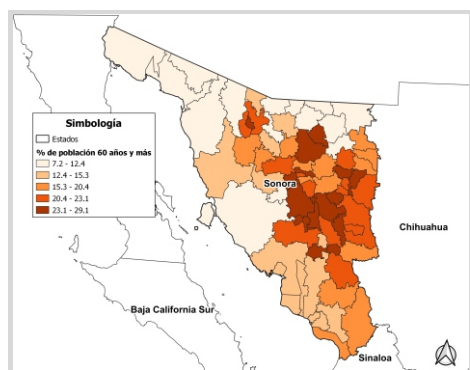 Simbología
Estados
% de población 60 años y más
7.2 - 12.4
12.4 - 15.3
15.3 - 20.4
20.4 - 23.1
23.1 - 29.1
Sonora
Chihuahua
Baja California Sur
Sinaloa